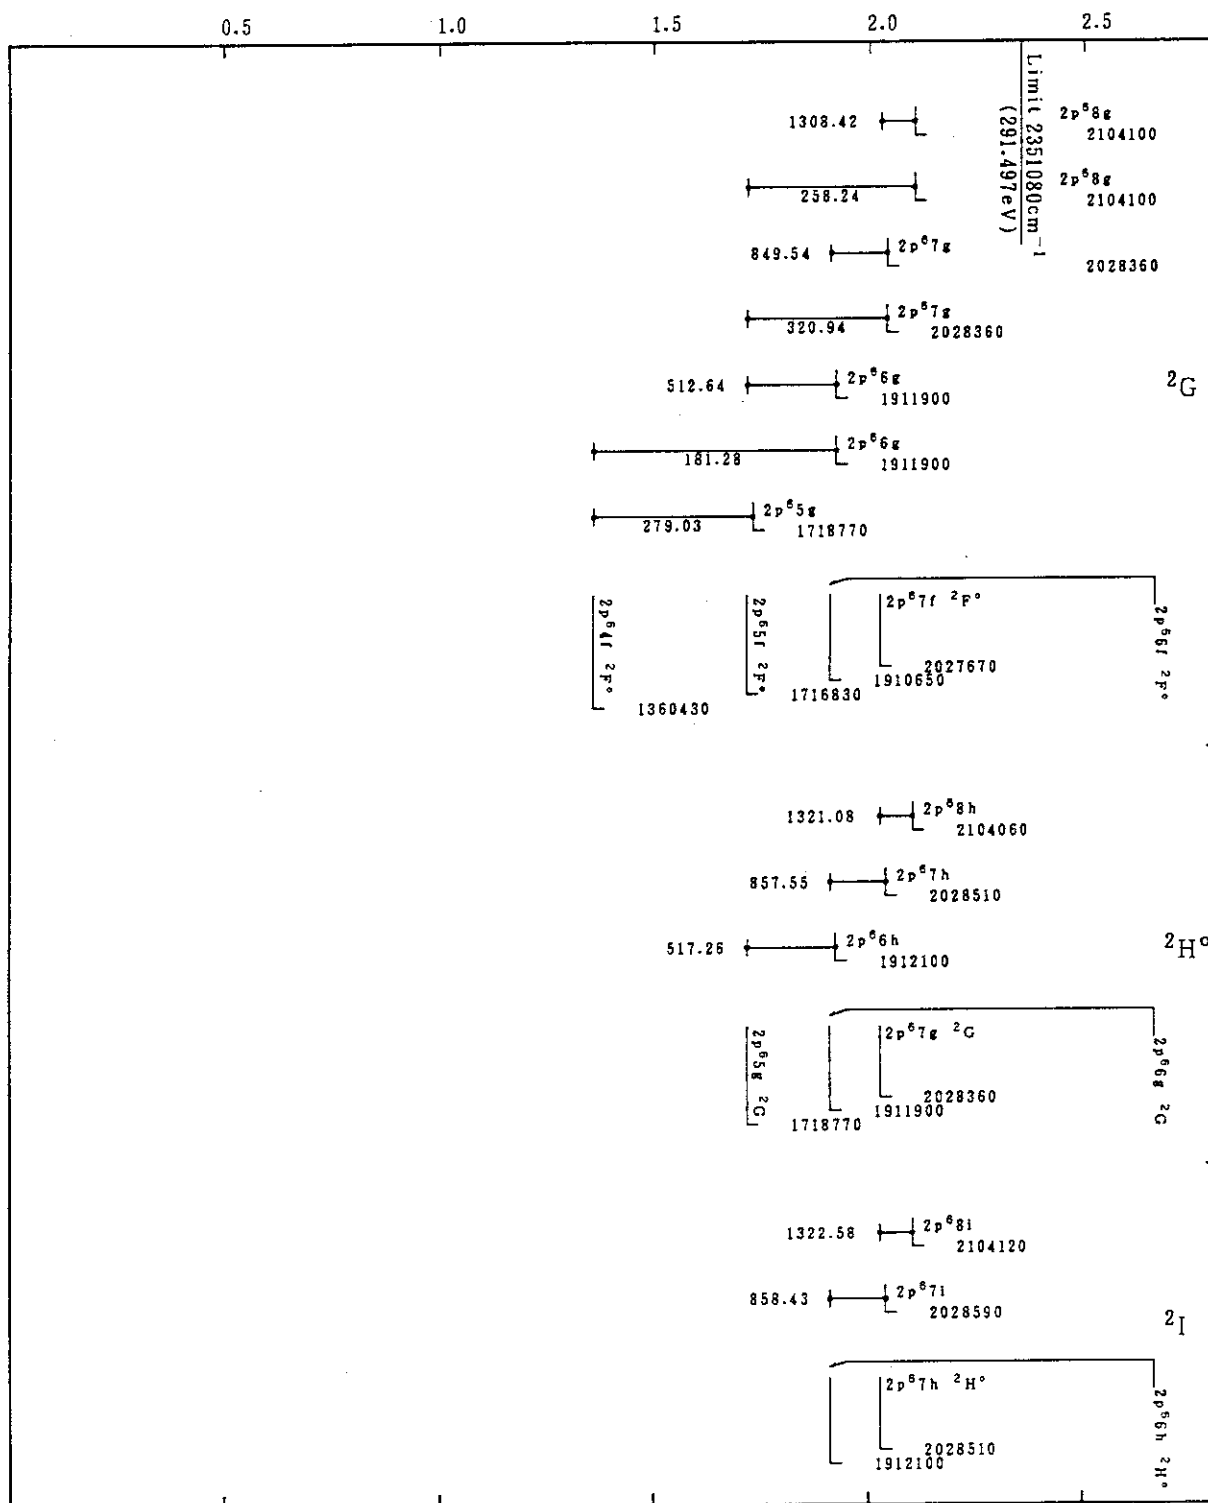 0.5 1.0 1.5 2.0 2.5
Limit 2351080cm⁻¹
(291.497eV)
1308.42 2p⁶8g
2104100
258.24 2p⁶8g
2104100
849.54 2p⁶7g
2028360
320.94 2p⁶7g
2028360
512.64 2p⁶6g
1911900
²G
181.28 2p⁶6g
1911900
279.03 2p⁶5g
1718770
2p⁶4f ²F°
1360430
2p⁶5f ²F°
1716830
2p⁶7f ²F°
2027670
1910650
2p⁶6f ²F°
1321.08 2p⁶8h
2104060
857.55 2p⁶7h
2028510
517.26 2p⁶6h
1912100
²H°
2p⁶5g ²G
1718770
2p⁶7g ²G
2028360
1911900
2p⁶6g ²G
1322.58 2p⁶8i
2104120
858.43 2p⁶7i
2028590
²I
2p⁶7h ²H°
2028510
1912100
2p⁶6h ²H°